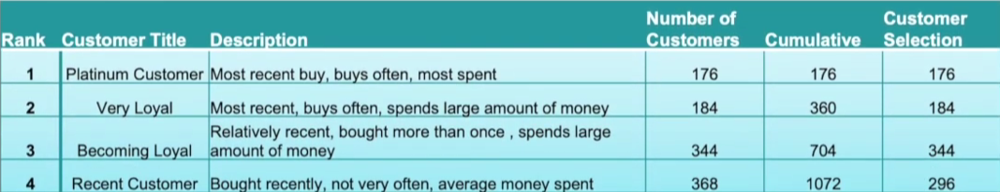 Number of Customer
Rank Customer Title Description Customers Cumulative Selection
1 Platinum Customer Most recent buy, buys often, most spent 176 176 176
2 Very Loyal Most recent, buys often, spends large amount of money 184 360 184
Relatively recent, bought more than once , spends large
3 Becoming Loyal amount of money 344 704 344
4 Recent Customer Bought recently, not very often, average money spent 368 1072 296